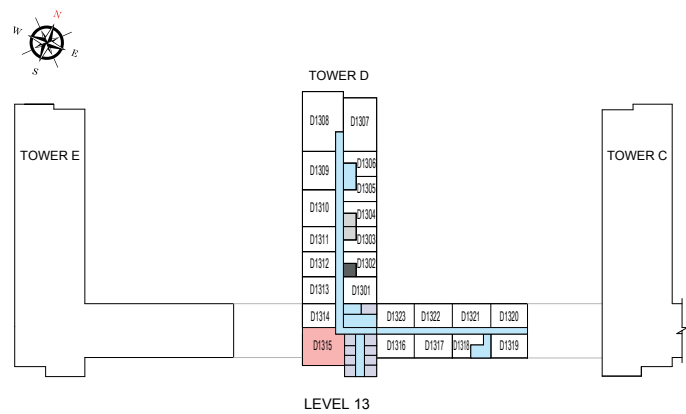 N
W
E
S
TOWER D
TOWER E
TOWER C
D1308
D1307
D1309
D1306
D1305
D1310
D1304
D1311
D1303
D1312
D1302
D1313
D1301
D1314
D1323 D1322 D1321 D1320
D1315
D1316 D1317 D1318 D1319
LEVEL 13